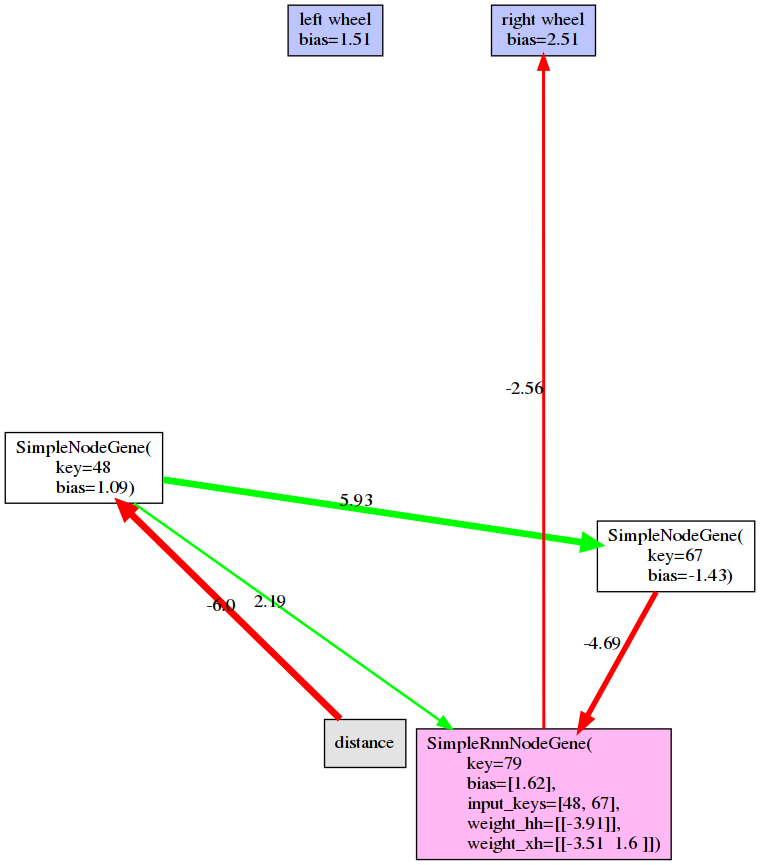 left wheel
bias=1.51
right wheel
bias=2.51
-2.56
SimpleNodeGene(
key=48
bias=1.09)
5.93
SimpleNodeGene(
key=67
bias=-1.43)
-6.0
2.19
-4.69
distance
SimpleRnnNodeGene(
key=79
bias=[1.62],
input_keys=[48, 67],
weight_hh=[[-3.91]],
weight_xh=[[-3.51  1.6 ]])